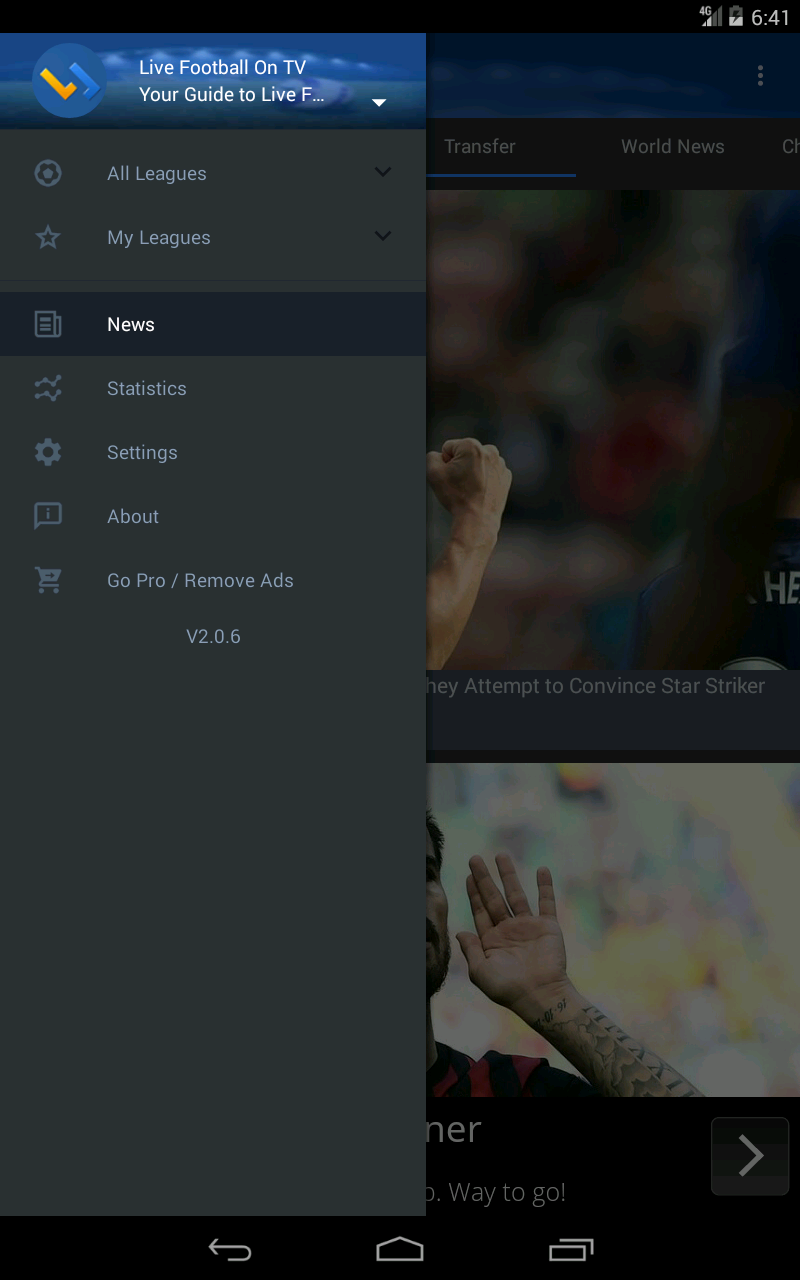 4G 6:41
Live Football On TV
Your Guide to Live F...
Transfer
World News
All Leagues
My Leagues
News
Statistics
Settings
About
Go Pro / Remove Ads
V2.0.6
hey Attempt to Convince Star Striker
ner
. Way to go!